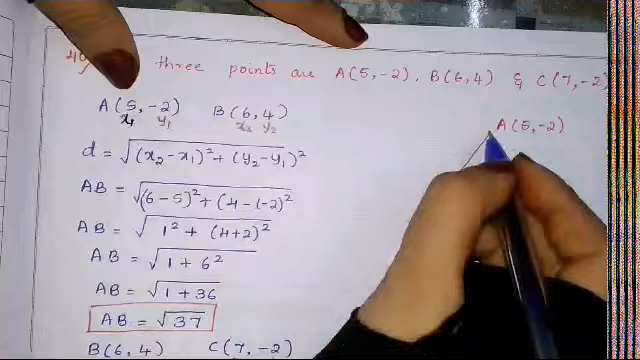 three points are A(5,-2), B(6,4) & C(7,-2)
A(5,-2) B(6,4)
x₁ y₁ x₂ y₂
A(5,-2)
d = √(x₂-x₁)²+(y₂-y₁)²
AB = √(6-5)²+(4-(-2)²
AB = √1²+(4+2)²
AB = √1+6²
AB = √1+36
AB = √37
B(6,4) C(7,-2)